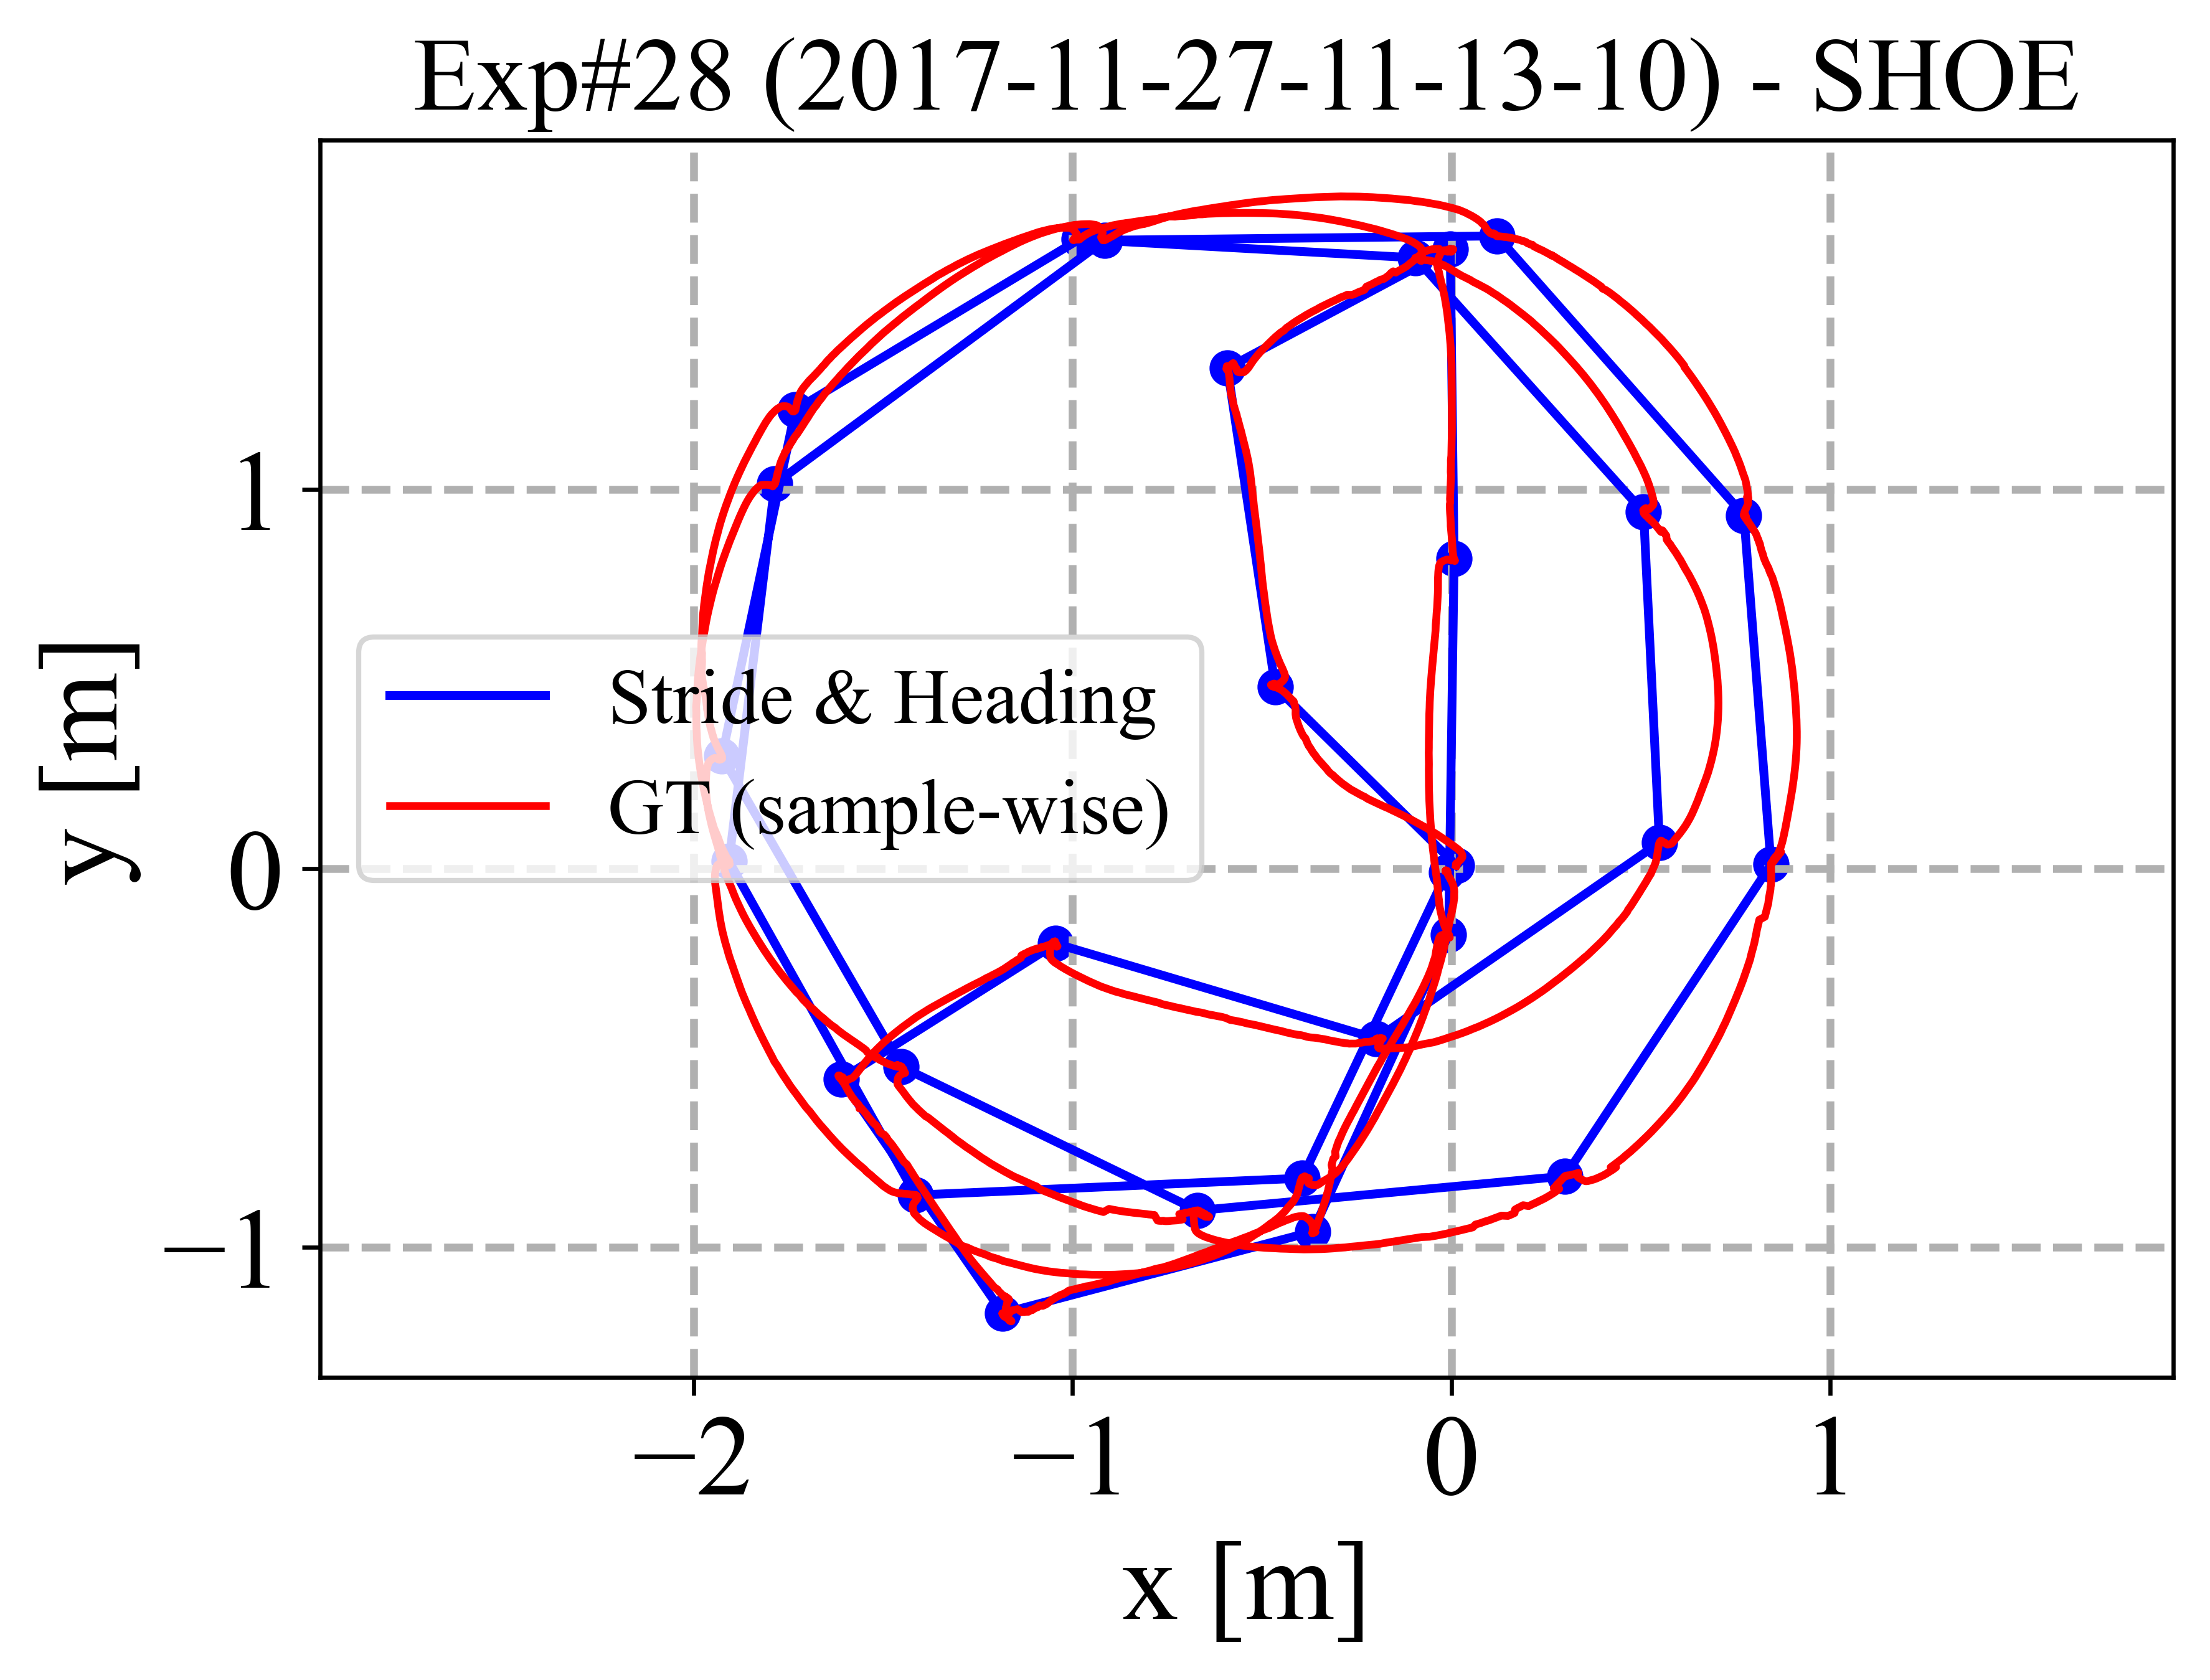 Exp#28 (2017-11-27-11-13-10) - SHOE
y [m]
1
0
−1
Stride & Heading
GT (sample-wise)
−2
−1
0
1
x [m]